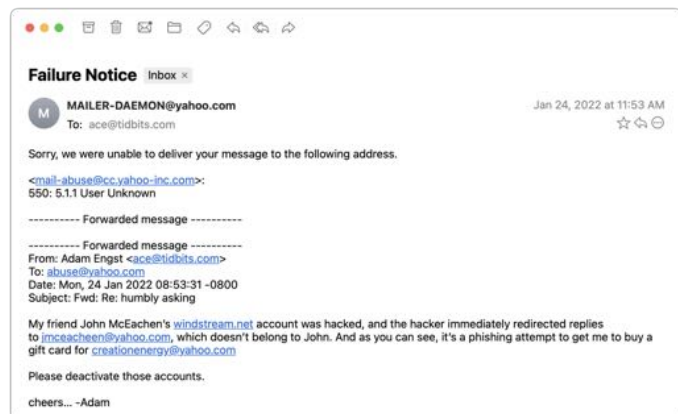 Failure Notice Inbox ×
M
MAILER-DAEMON@yahoo.com
Jan 24, 2022 at 11:53 AM
To: ace@tidbits.com
Sorry, we were unable to deliver your message to the following address.
<mail-abuse@cc.yahoo-inc.com>:
550: 5.1.1 User Unknown
---------- Forwarded message ----------
---------- Forwarded message ----------
From: Adam Engst <ace@tidbits.com>
To: abuse@yahoo.com
Date: Mon, 24 Jan 2022 08:53:31 -0800
Subject: Fwd: Re: humbly asking
My friend John McEachen's windstream.net account was hacked, and the hacker immediately redirected replies
to jmceacheen@yahoo.com, which doesn't belong to John. And as you can see, it's a phishing attempt to get me to buy a
gift card for creationenergy@yahoo.com
Please deactivate those accounts.
cheers... -Adam